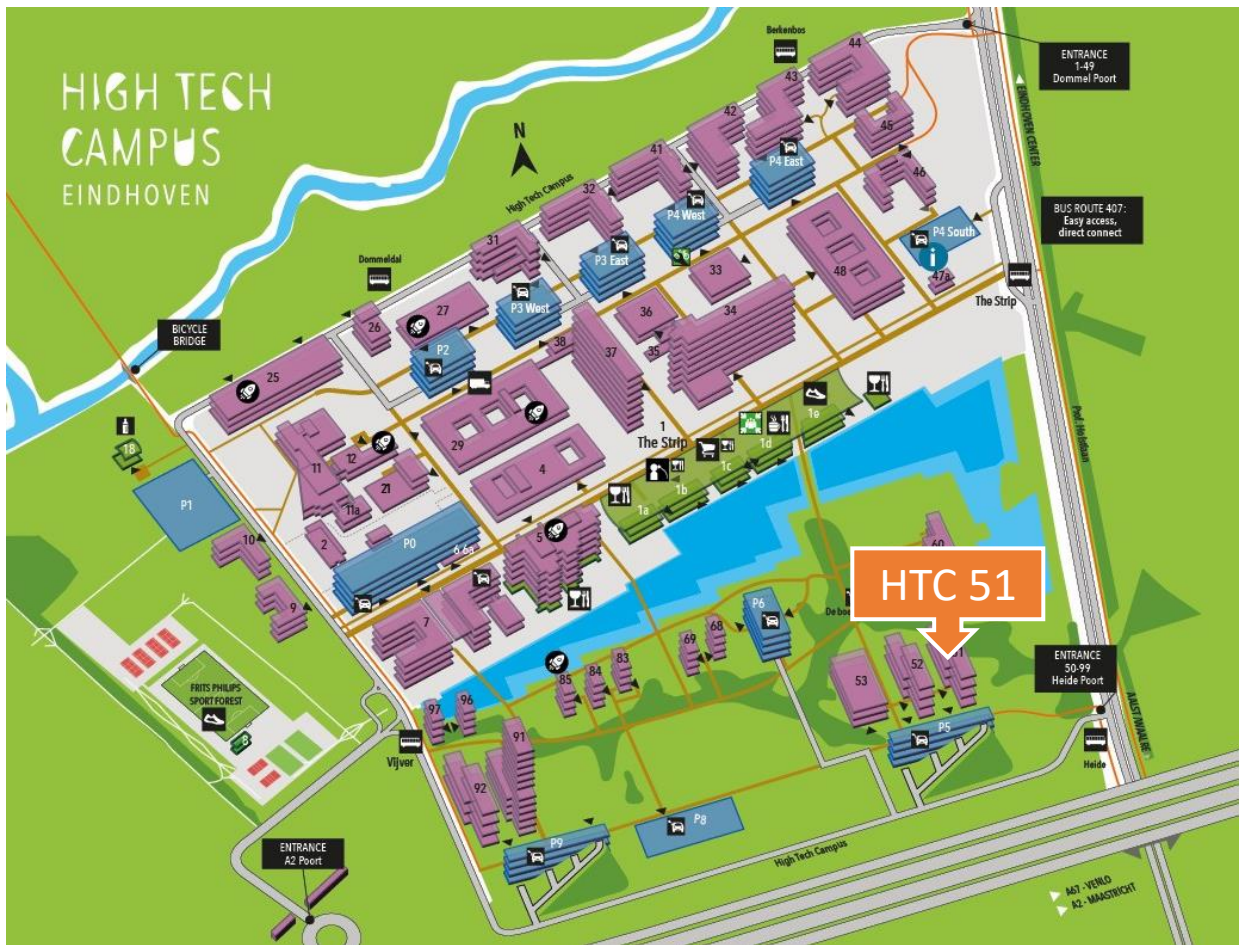 HIGH TECH
CAMPUS
EINDHOVEN
N
Berkenbos
ENTRANCE
1-49
Dommel Poort
EINDHOVEN CENTER
BUS ROUTE 407:
Easy access,
direct connect
High Tech Campus
44
43
42
41
32
31
45
46
P4 East
P4 West
P3 East
P3 West
P4 South
i
47a
The Strip
48
33
34
35
36
37
38
Dommeldal
27
26
P2
25
BICYCLE
BRIDGE
29
4
12
11
11a
21
2
18
P1
P0
6
6a
5
7
10
9
1
The Strip
1a
1b
1c
1d
1e
FRITS PHILIPS
SPORT FOREST
8
60
HTC 51
P6
68
69
83
84
85
96
97
Vijver
91
92
53
52
P5
P8
P9
ENTRANCE
50-99
Heide Poort
AALST/WAALRE
Heide
High Tech Campus
ENTRANCE
A2 Poort
A67 - VENLO
A2 - MAASTRICHT